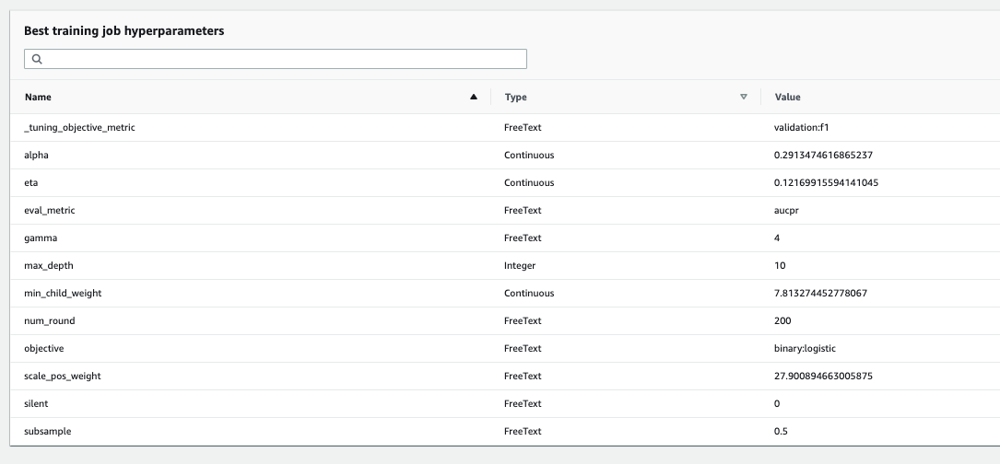 Best training job hyperparameters
Name Type Value
_tuning_objective_metric FreeText validation:f1
alpha Continuous 0.2913474616865237
eta Continuous 0.12169915594141045
eval_metric FreeText aucpr
gamma FreeText 4
max_depth Integer 10
min_child_weight Continuous 7.813274452778067
num_round FreeText 200
objective FreeText binary:logistic
scale_pos_weight FreeText 27.900894663005875
silent FreeText 0
subsample FreeText 0.5